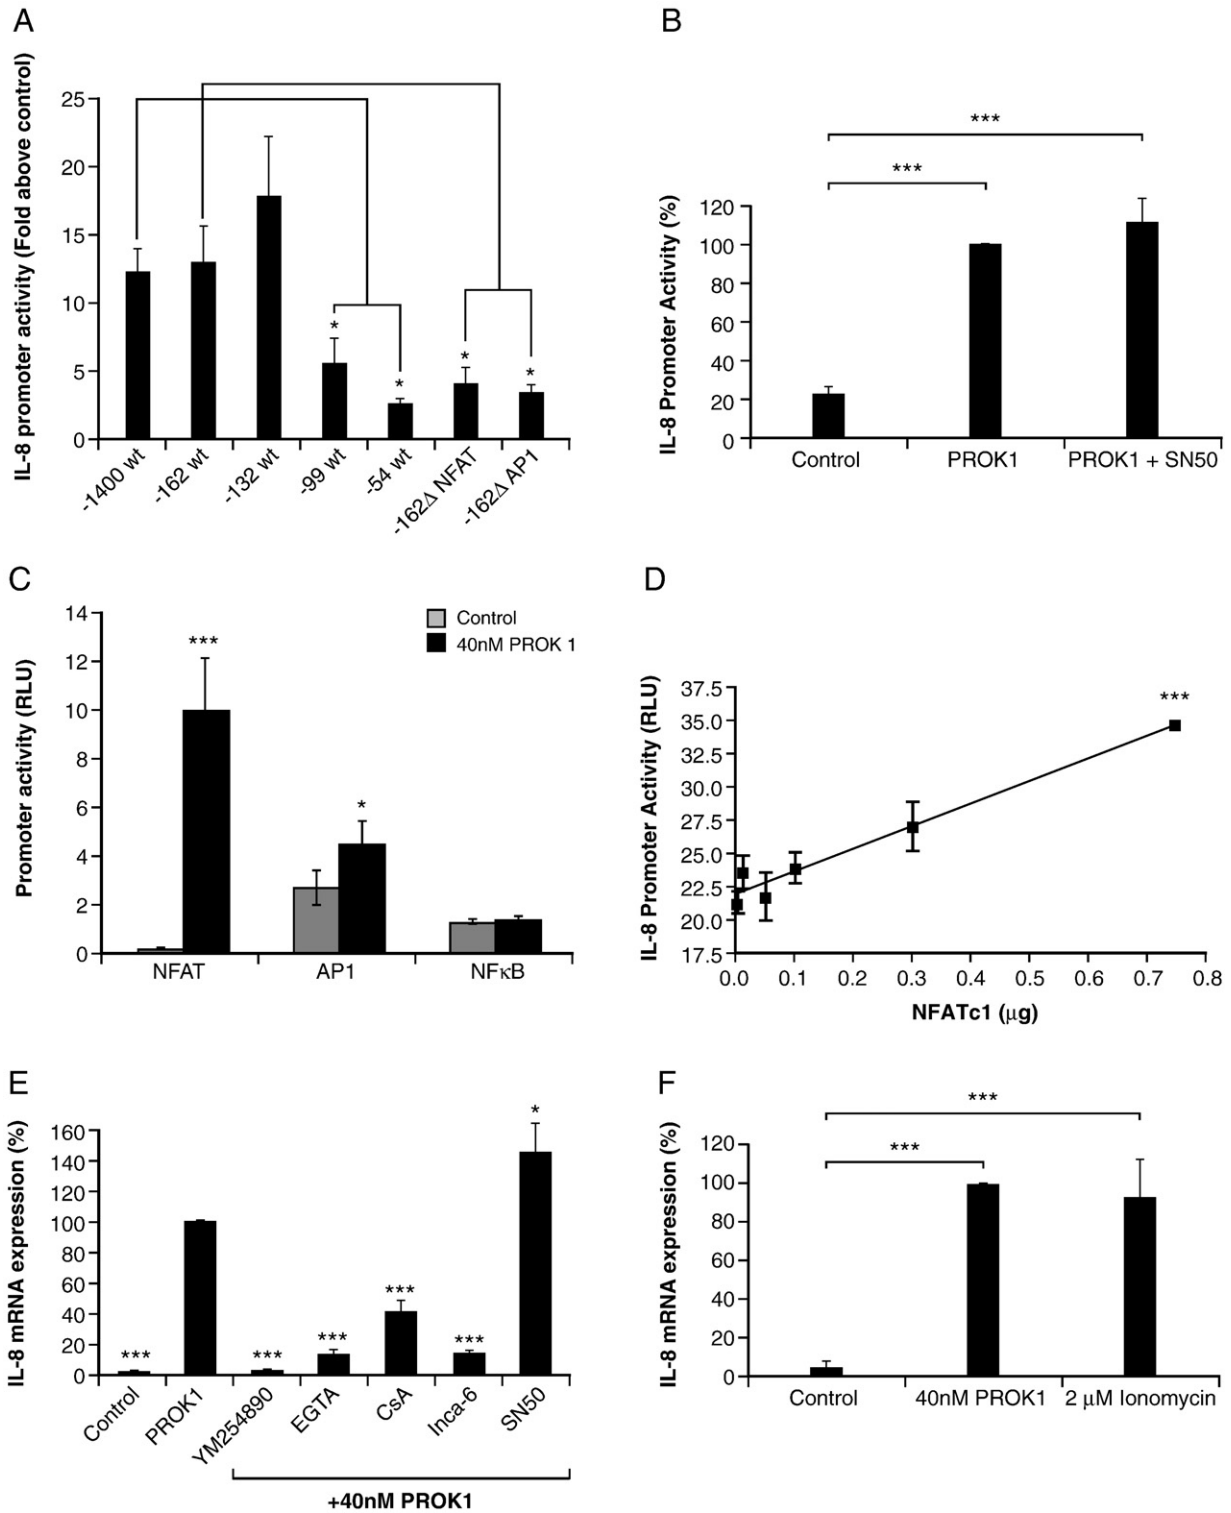 A
IL-8 promoter activity (Fold above control)
25
20
15
10
5
0
*
*
*
*
-1400 wt
-162 wt
-132 wt
-99 wt
-54 wt
-162Δ NFAT
-162Δ AP1
B
IL-8 Promoter Activity (%)
***
***
120
100
80
60
40
20
0
Control
PROK1
PROK1 + SN50
C
Promoter activity (RLU)
14
12
10
8
6
4
2
0
Control
40nM PROK 1
***
*
NFAT
AP1
NFκB
D
IL-8 Promoter Activity (RLU)
37.5
35.0
32.5
30.0
27.5
25.0
22.5
20.0
17.5
***
0.0 0.1 0.2 0.3 0.4 0.5 0.6 0.7 0.8
NFATc1 (μg)
E
IL-8 mRNA expression (%)
160
140
120
100
80
60
40
20
0
***
***
***
***
***
*
Control
PROK1
YM254890
EGTA
CsA
Inca-6
SN50
+40nM PROK1
F
IL-8 mRNA expression (%)
***
***
120
100
80
60
40
20
0
Control
40nM PROK1
2 μM Ionomycin